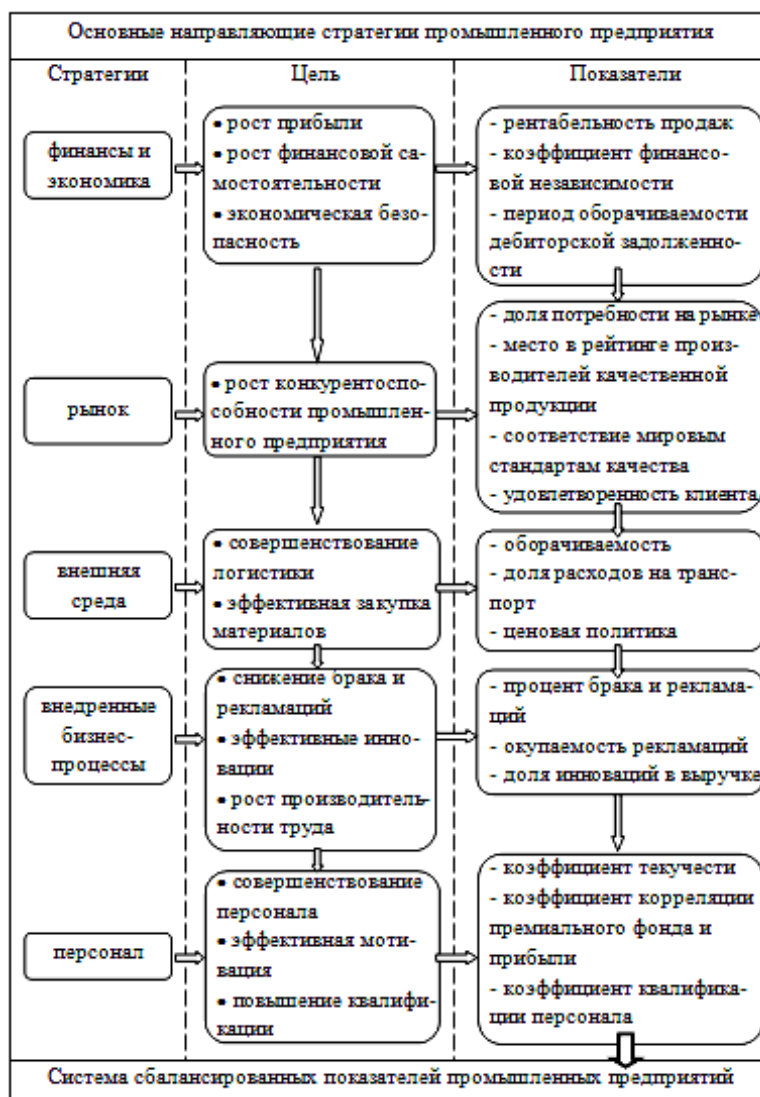 Основные направляющие стратегии промышленного предприятия
Стратегии
Цель
Показатели
финансы и
экономика
• рост прибыли
• рост финансовой са-
мостоятельности
• экономическая безо-
пасность
- рентабельность продаж
- коэффициент финансо-
вой независимости
- период оборачиваемости
дебиторской задолженно-
сти
рынок
• рост конкурентоспо-
собности промышлен-
ного предприятия
- доля потребности на рынке
- место в рейтинге произ-
водителей качественной
продукции
- соответствие мировым
стандартам качества
- удовлетворенность клиента
внешняя
среда
• совершенствование
логистики
• эффективная закупка
материалов
- оборачиваемость
- доля расходов на транс-
порт
- ценовая политика
внедренные
бизнес-
процессы
• снижение брака и
рекламаций
• эффективные инно-
вации
• рост производитель-
ности труда
- процент брака и реклама-
ций
- окупаемость рекламаций
- доля инноваций в выручке
персонал
• совершенствование
персонала
• эффективная моти-
вация
• повышение квалифи-
кации
- коэффициент текучести
- коэффициент корреляции
премиального фонда и
прибыли
- коэффициент квалифика-
ции персонала
Система сбалансированных показателей промышленных предприятий